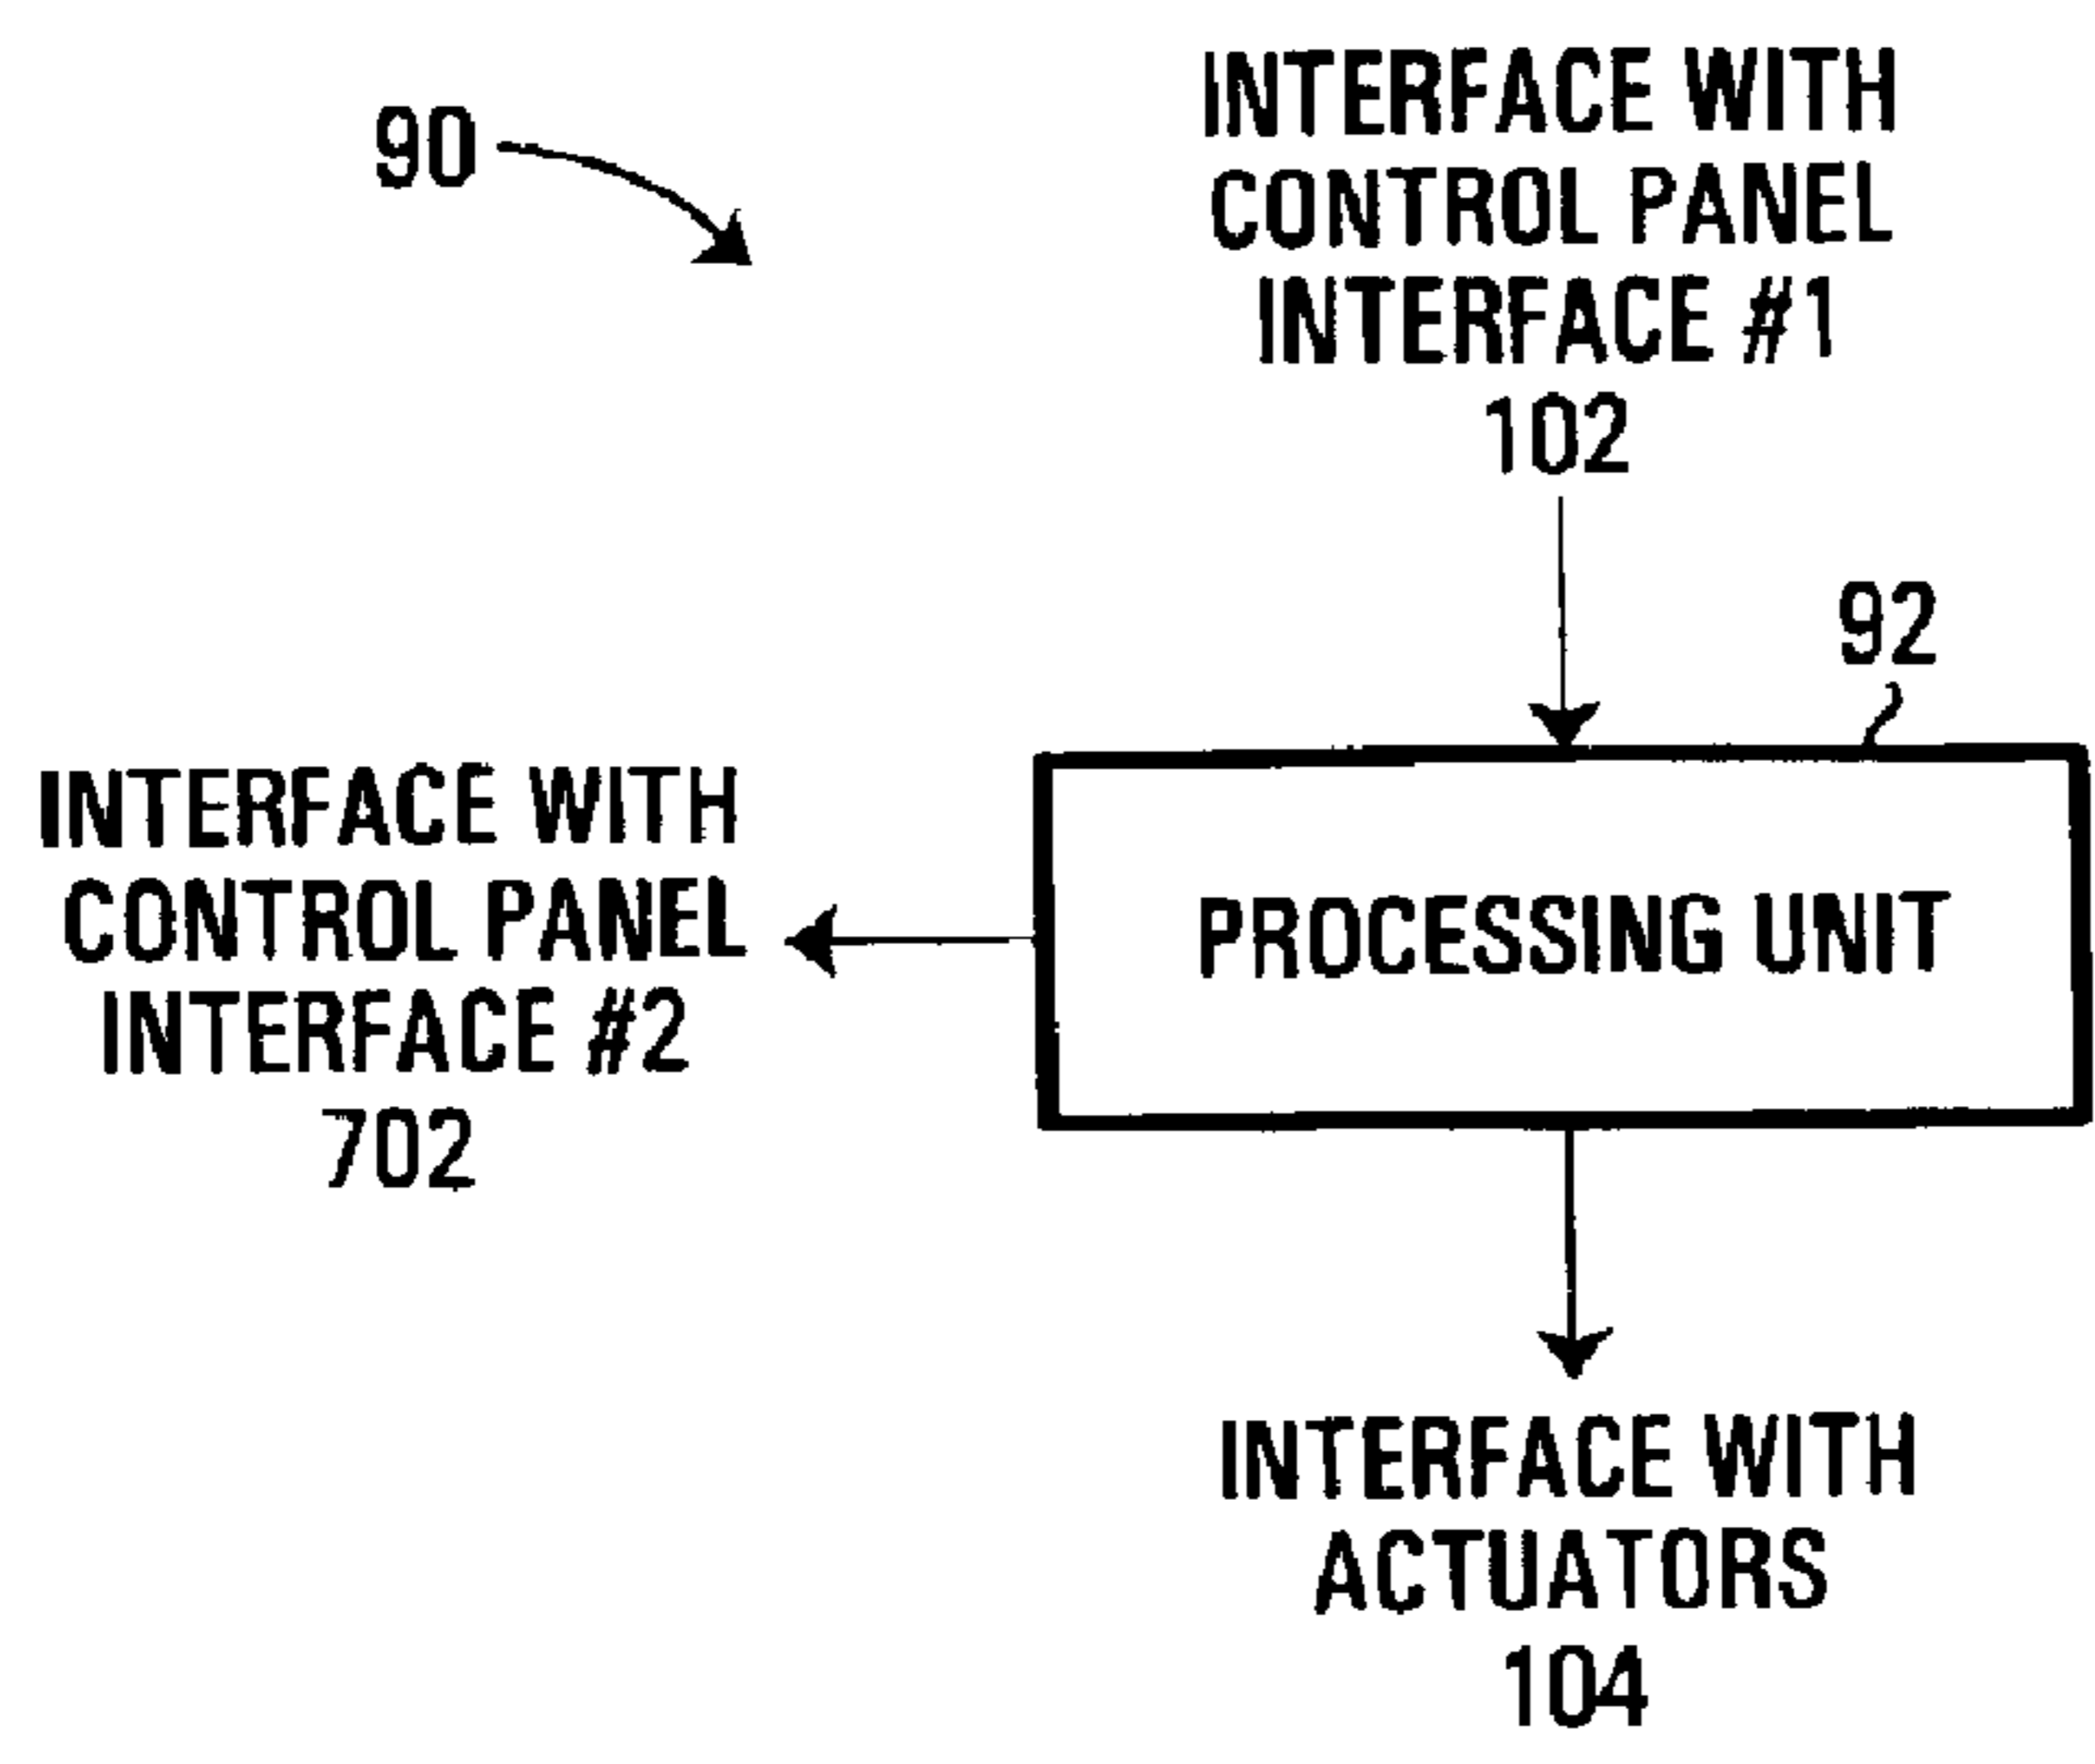 90
INTERFACE WITH
CONTROL PANEL
INTERFACE #1
102
92
INTERFACE WITH
CONTROL PANEL
INTERFACE #2
702
PROCESSING UNIT
INTERFACE WITH
ACTUATORS
104